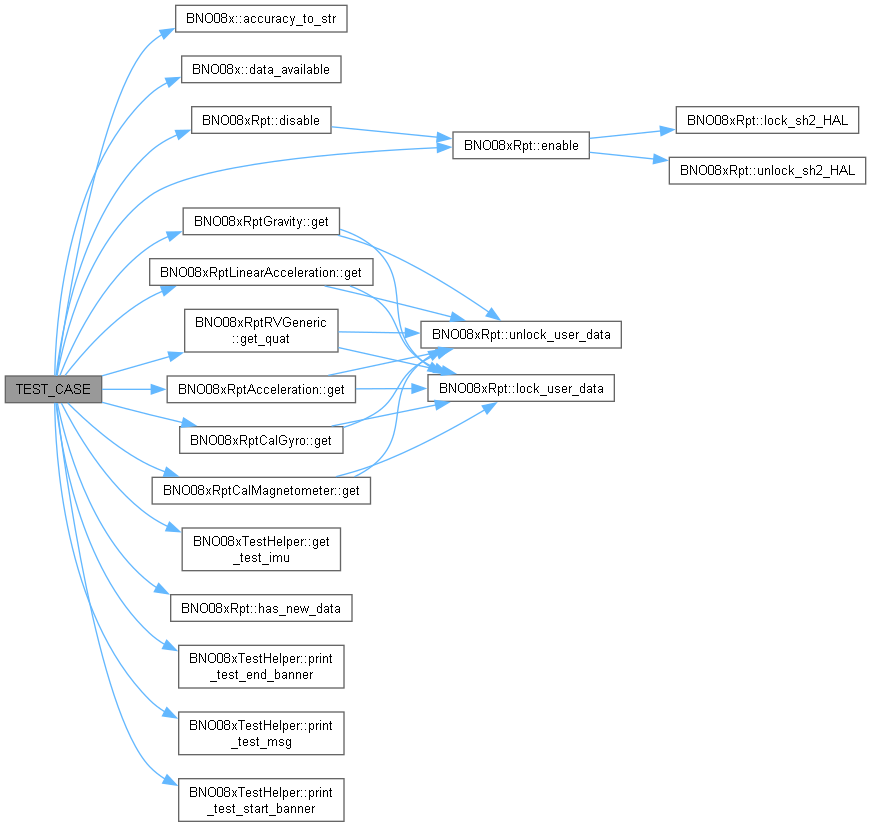 BNO08x::accuracy_to_str
BNO08x::data_available
BNO08xRpt::disable
BNO08xRpt::enable
BNO08xRpt::lock_sh2_HAL
BNO08xRpt::unlock_sh2_HAL
BNO08xRptGravity::get
BNO08xRptLinearAcceleration::get
BNO08xRptRVGeneric
::get_quat
BNO08xRpt::unlock_user_data
TEST_CASE
BNO08xRptAcceleration::get
BNO08xRpt::lock_user_data
BNO08xRptCalGyro::get
BNO08xRptCalMagnetometer::get
BNO08xTestHelper::get
_test_imu
BNO08xRpt::has_new_data
BNO08xTestHelper::print
_test_end_banner
BNO08xTestHelper::print
_test_msg
BNO08xTestHelper::print
_test_start_banner